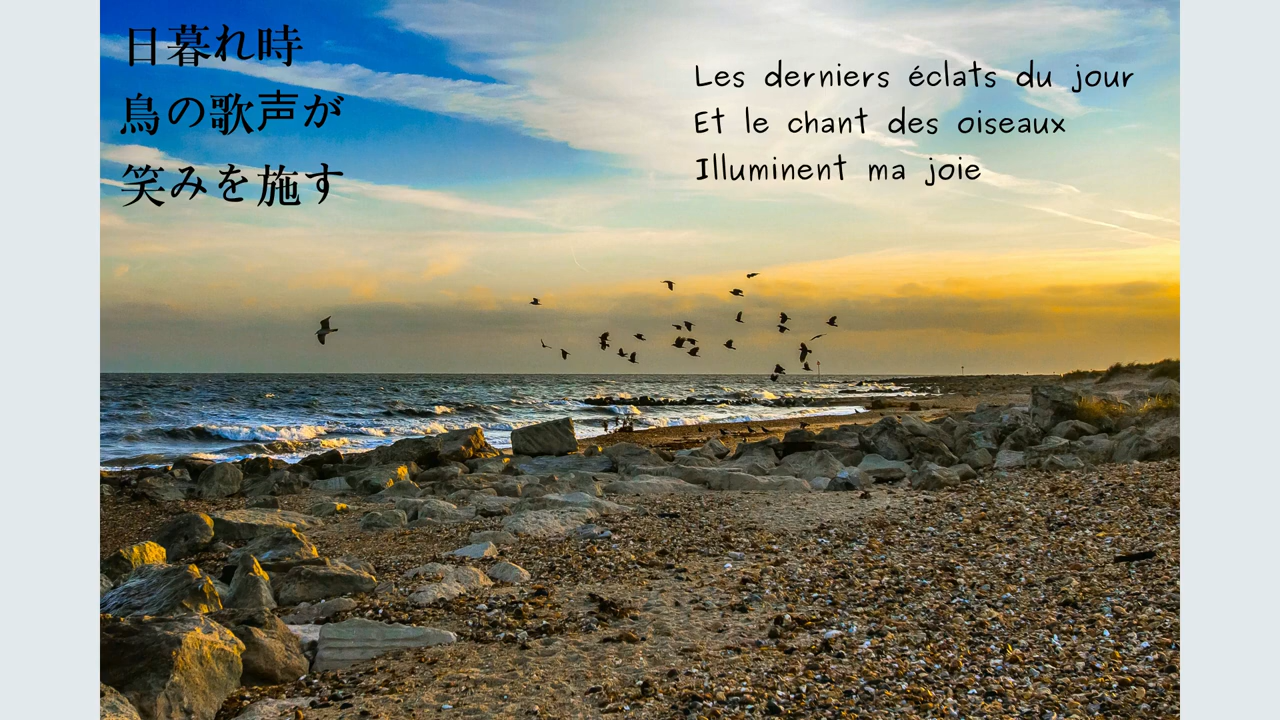 日暮れ時
鳥の歌声が
笑みを施す
Les derniers éclats du jour
Et le chant des oiseaux
Illuminent ma joie